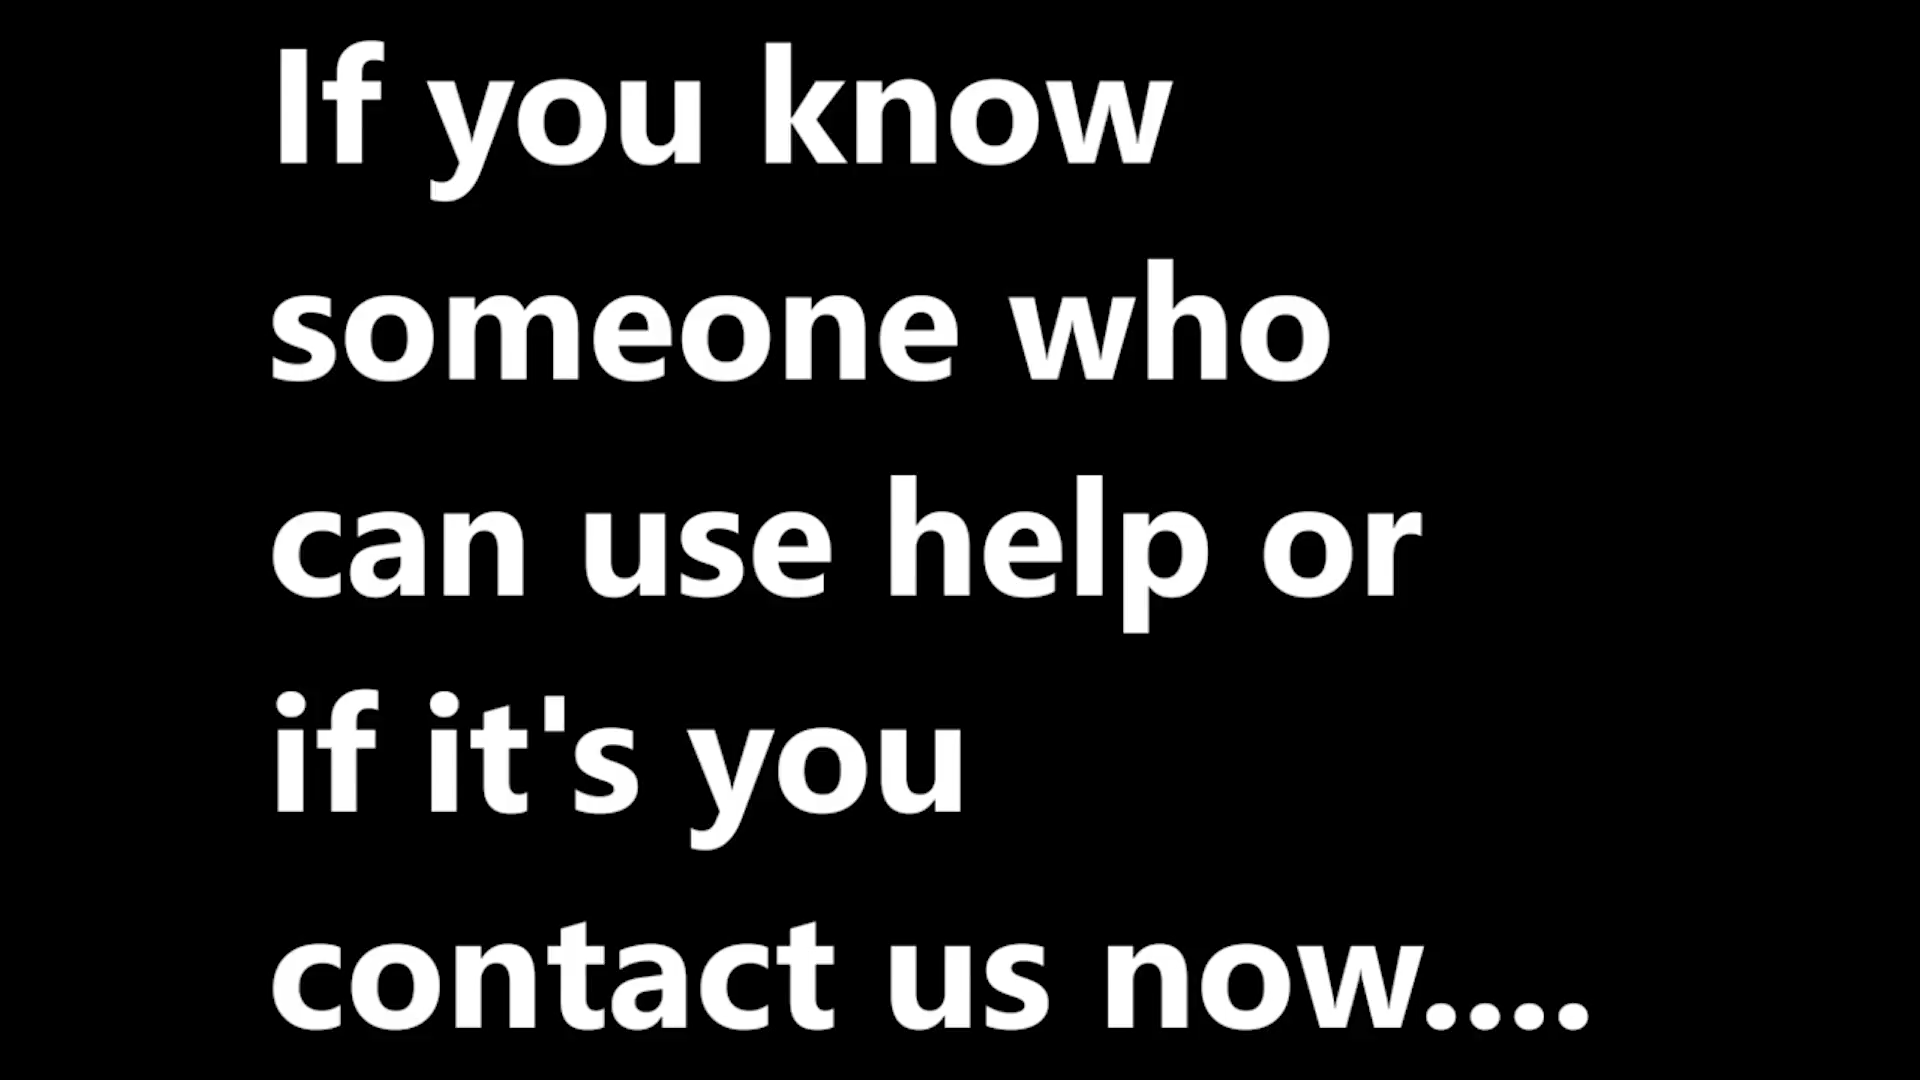 If you know
someone who
can use help or
if it's you
contact us now....